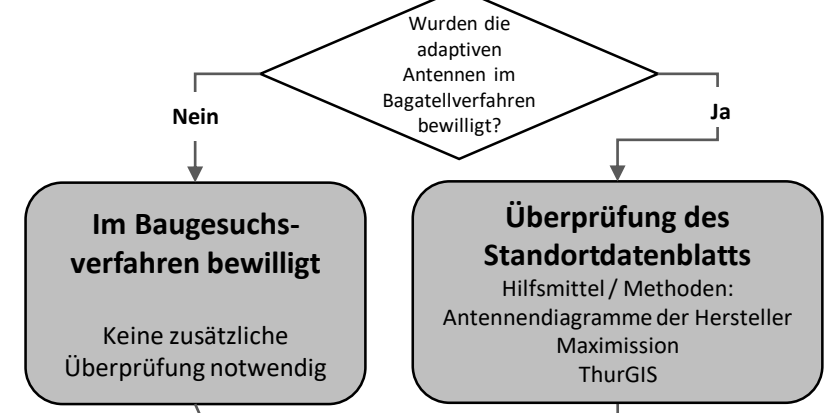 Wurden die
adaptiven
Antennen im
Bagatellverfahren
bewilligt?
Nein
Ja
Im Baugesuchs-
verfahren bewilligt
Keine zusätzliche
Überprüfung notwendig
Überprüfung des
Standortdatenblatts
Hilfsmittel / Methoden:
Antennendiagramme der Hersteller
Maximission
ThurGIS